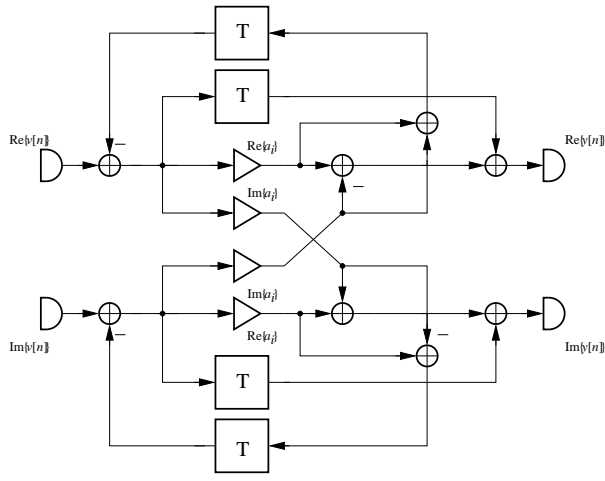 T
T
Re{v[n]} Re{a_i} Re{v[n]}
Im{a_i}
Im{a_i}
Re{a_i}
Im{v[n]} Im{v[n]}
T
T